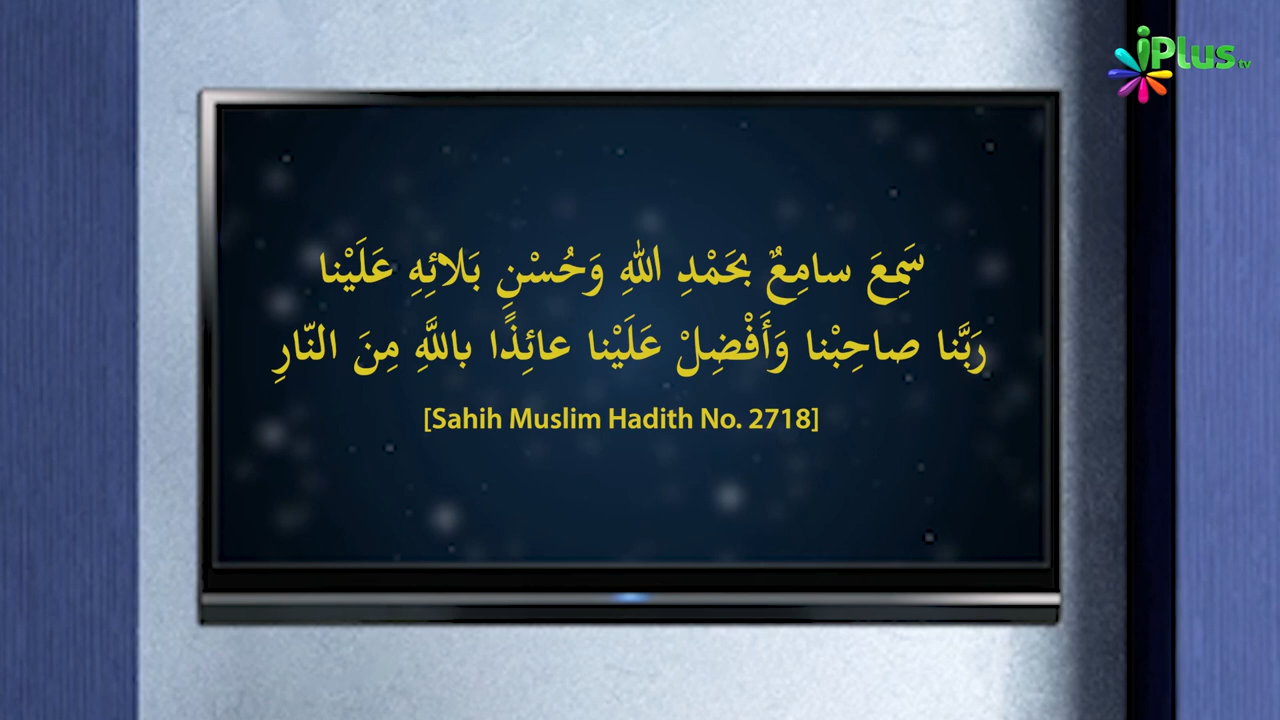 iPlus tv
سَمِعَ سامِعٌ بحَمْدِ اللهِ وَحُسْنِ بَلائِهِ عَلَيْنا
رَبَّنا صاحِبْنا وَأَفْضِلْ عَلَيْنا عائِذًا باللَّهِ مِنَ النّارِ
[Sahih Muslim Hadith No. 2718]